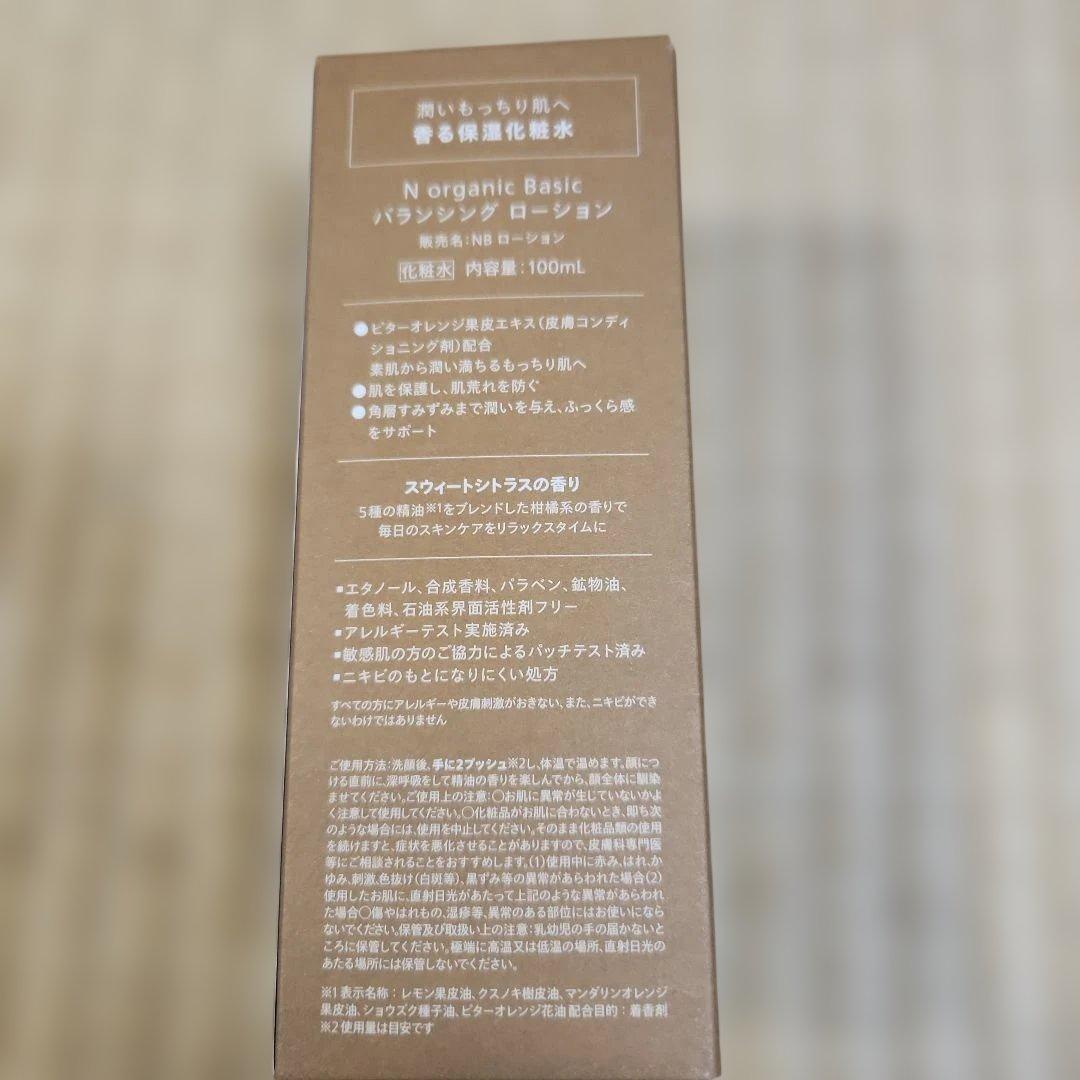 潤いもっちり肌へ
香る保湿化粧水
N organic Basic
バランシング ローション
販売名:NB ローション
化粧水 内容量:100mL
●ビターオレンジ果皮エキス(皮膚コンディ
ショニング剤)配合
素肌から潤い満ちるもっちり肌へ
●肌を保護し、肌荒れを防ぐ
●角層すみずみまで潤いを与え、ふっくら感
をサポート
スウィートシトラスの香り
5種の精油※1をブレンドした柑橘系の香りで
毎日のスキンケアをリラックスタイムに
■エタノール、合成香料、パラベン、鉱物油、
着色料、石油系界面活性剤フリー
■アレルギーテスト実施済み
■敏感肌の方のご協力によるパッチテスト済み
■ニキビのもとになりにくい処方
すべての方にアレルギーや皮膚刺激がおきない、また、ニキビができ
ないわけではありません
ご使用方法:洗顔後、手に2プッシュ※2し、体温で温めます。顔につ
ける直前に、深呼吸をして精油の香りを楽しんでから、顔全体に馴染
ませてください。ご使用上の注意:○お肌に異常が生じていないかよ
く注意して使用してください。○化粧品がお肌に合わないとき、即ち次
のような場合には、使用を中止してください。そのまま化粧品類の使用
を続けますと、症状を悪化させることがありますので、皮膚科専門医
等にご相談されることをおすすめします。(1)使用中に赤み、はれ、か
ゆみ、刺激、色抜け(白斑等)、黒ずみ等の異常があらわれた場合(2)
使用したお肌に、直射日光があたって上記のような異常があらわれ
た場合○傷やはれもの、湿疹等、異常のある部位にはお使いになら
ないでください。保管及び取扱い上の注意:乳幼児の手の届かないと
ころに保管してください。極端に高温又は低温の場所、直射日光の
あたる場所には保管しないでください。
※1 表示名称:レモン果皮油、クスノキ樹皮油、マンダリンオレンジ
果皮油、ショウズク種子油、ビターオレンジ花油 配合目的:着香剤
※2 使用量は目安です